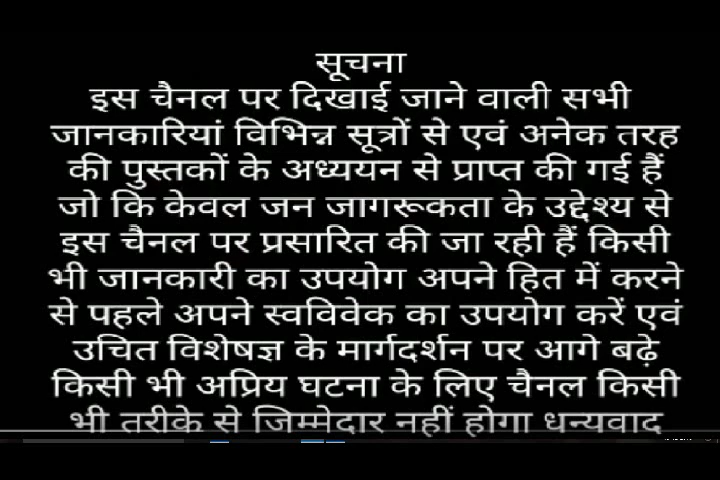 सूचना
इस चैनल पर दिखाई जाने वाली सभी
जानकारियां विभिन्न सूत्रों से एवं अनेक तरह
की पुस्तकों के अध्ययन से प्राप्त की गई हैं
जो कि केवल जन जागरूकता के उद्देश्य से
इस चैनल पर प्रसारित की जा रही हैं किसी
भी जानकारी का उपयोग अपने हित में करने
से पहले अपने स्वविवेक का उपयोग करें एवं
उचित विशेषज्ञ के मार्गदर्शन पर आगे बढ़े
किसी भी अप्रिय घटना के लिए चैनल किसी
भी तरीके से जिम्मेदार नहीं होगा धन्यवाद